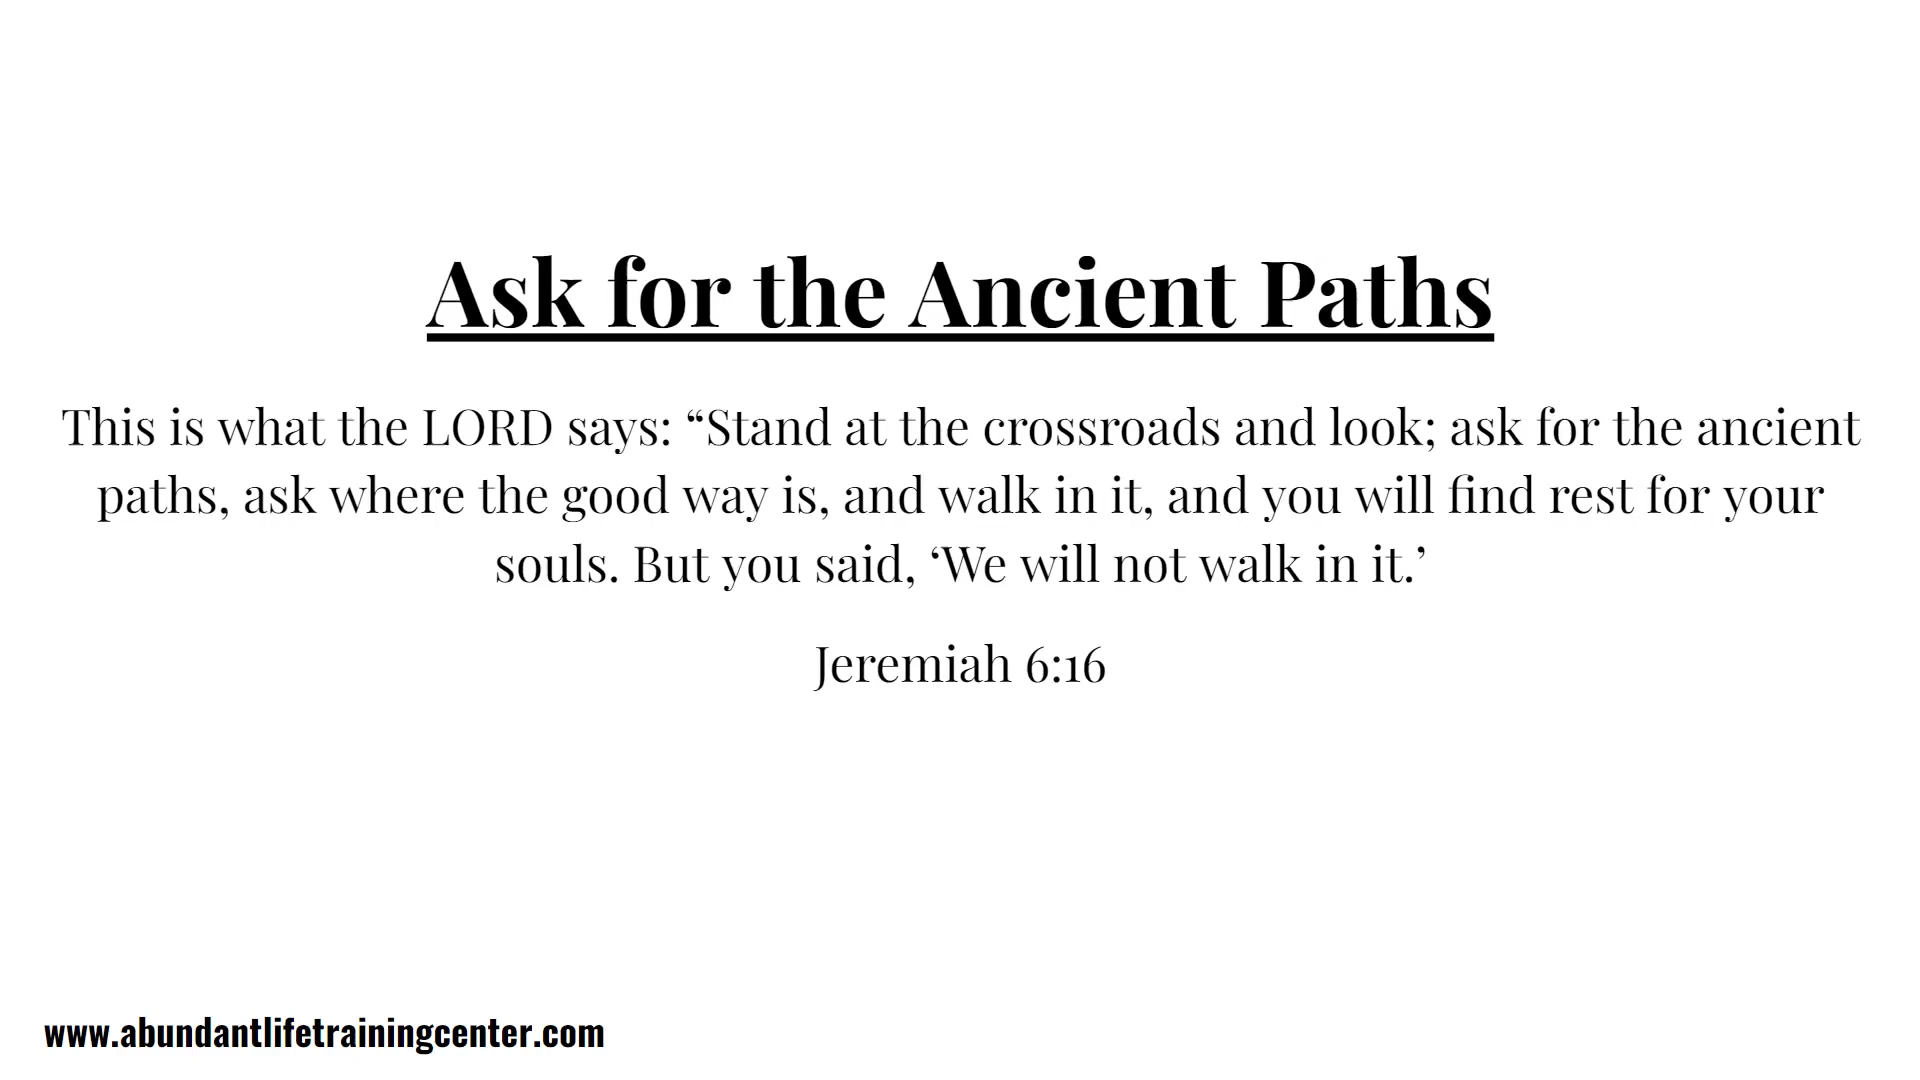 Ask for the Ancient Paths
This is what the LORD says: “Stand at the crossroads and look; ask for the ancient
paths, ask where the good way is, and walk in it, and you will find rest for your
souls. But you said, ‘We will not walk in it.’
Jeremiah 6:16
www.abundantlifetrainingcenter.com